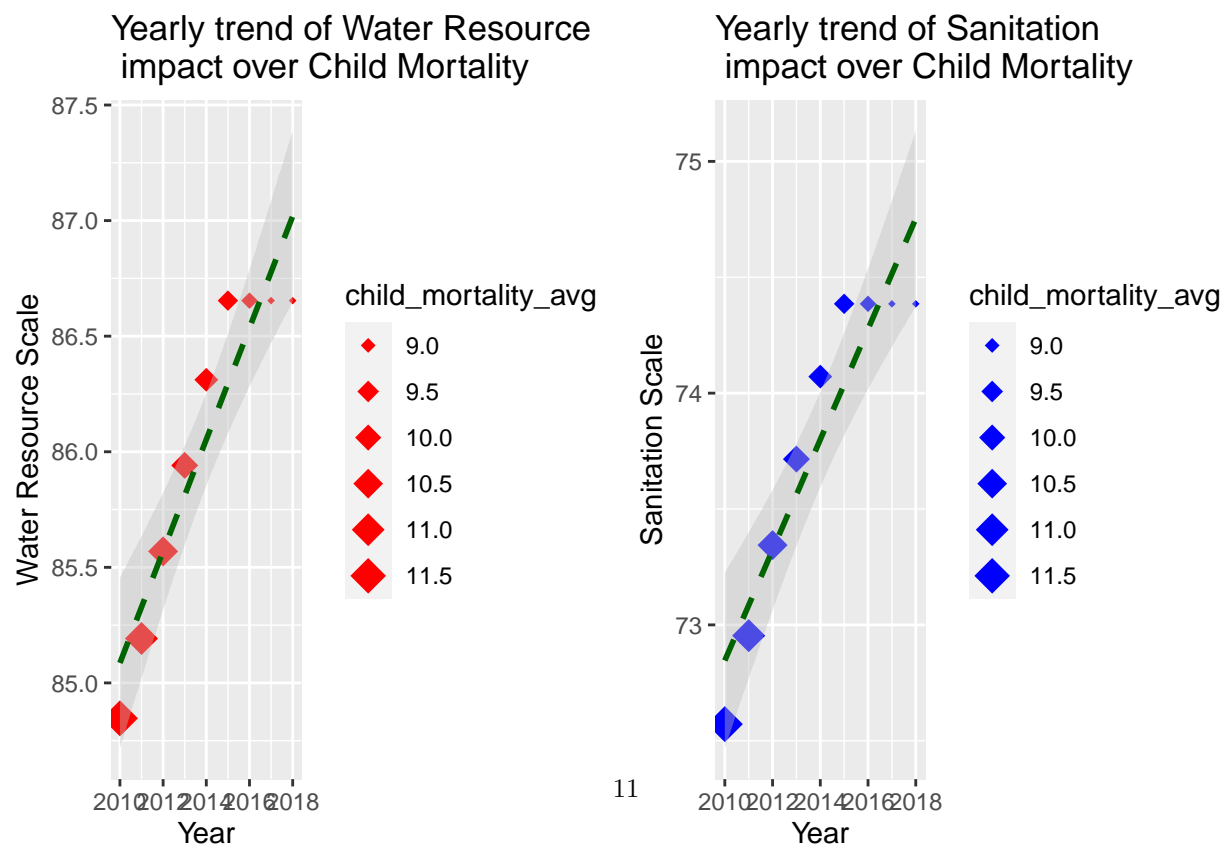 Yearly trend of Water Resource
impact over Child Mortality
87.5
87.0
86.5
86.0
85.5
85.0
Water Resource Scale
2010 2012 2014 2016 2018
Year
child_mortality_avg
9.0
9.5
10.0
10.5
11.0
11.5
Yearly trend of Sanitation
impact over Child Mortality
75
74
73
Sanitation Scale
2010 2012 2014 2016 2018
Year
child_mortality_avg
9.0
9.5
10.0
10.5
11.0
11.5
11